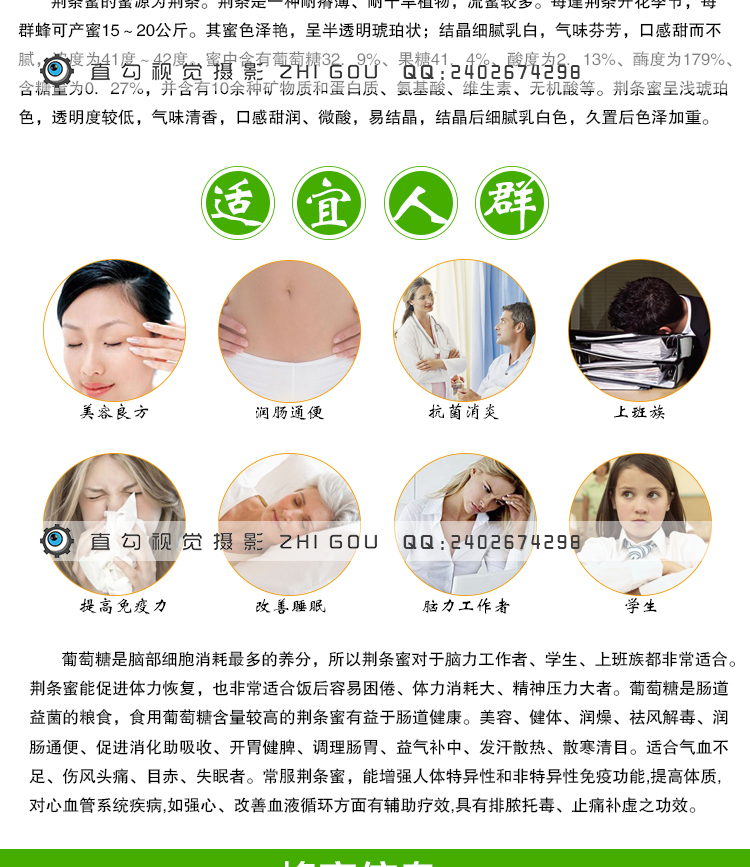 荆条蜜的蜜源为荆条。荆条是一种耐瘠薄、耐干旱植物，流蜜较多。每逢荆条开花季节，每
群蜂可产蜜15～20公斤。其蜜色泽艳，呈半透明琥珀状；结晶细腻乳白，气味芬芳，口感甜而不
腻，浓度为41度～42度。蜜中含有葡萄糖32．9%、果糖41．4%，酸度为2．13%、酶度为179%、
直勾视觉摄影 ZHI GOU QQ:2402674298
含糖量为0．27%，并含有10余种矿物质和蛋白质、氨基酸、维生素、无机酸等。荆条蜜呈浅琥珀
色，透明度较低，气味清香，口感甜润、微酸，易结晶，结晶后细腻乳白色，久置后色泽加重。
适宜人群
美容良方 润肠通便 抗菌消炎 上班族
直勾视觉摄影 ZHI GOU QQ:2402674298
提高免疫力 改善睡眠 脑力工作者 学生
葡萄糖是脑部细胞消耗最多的养分，所以荆条蜜对于脑力工作者、学生、上班族都非常适合。
荆条蜜能促进体力恢复，也非常适合饭后容易困倦、体力消耗大、精神压力大者。葡萄糖是肠道
益菌的粮食，食用葡萄糖含量较高的荆条蜜有益于肠道健康。美容、健体、润燥、祛风解毒、润
肠通便、促进消化助吸收、开胃健脾、调理肠胃、益气补中、发汗散热、散寒清目。适合气血不
足、伤风头痛、目赤、失眠者。常服荆条蜜，能增强人体特异性和非特异性免疫功能,提高体质,
对心血管系统疾病,如强心、改善血液循环方面有辅助疗效,具有排脓托毒、止痛补虚之功效。